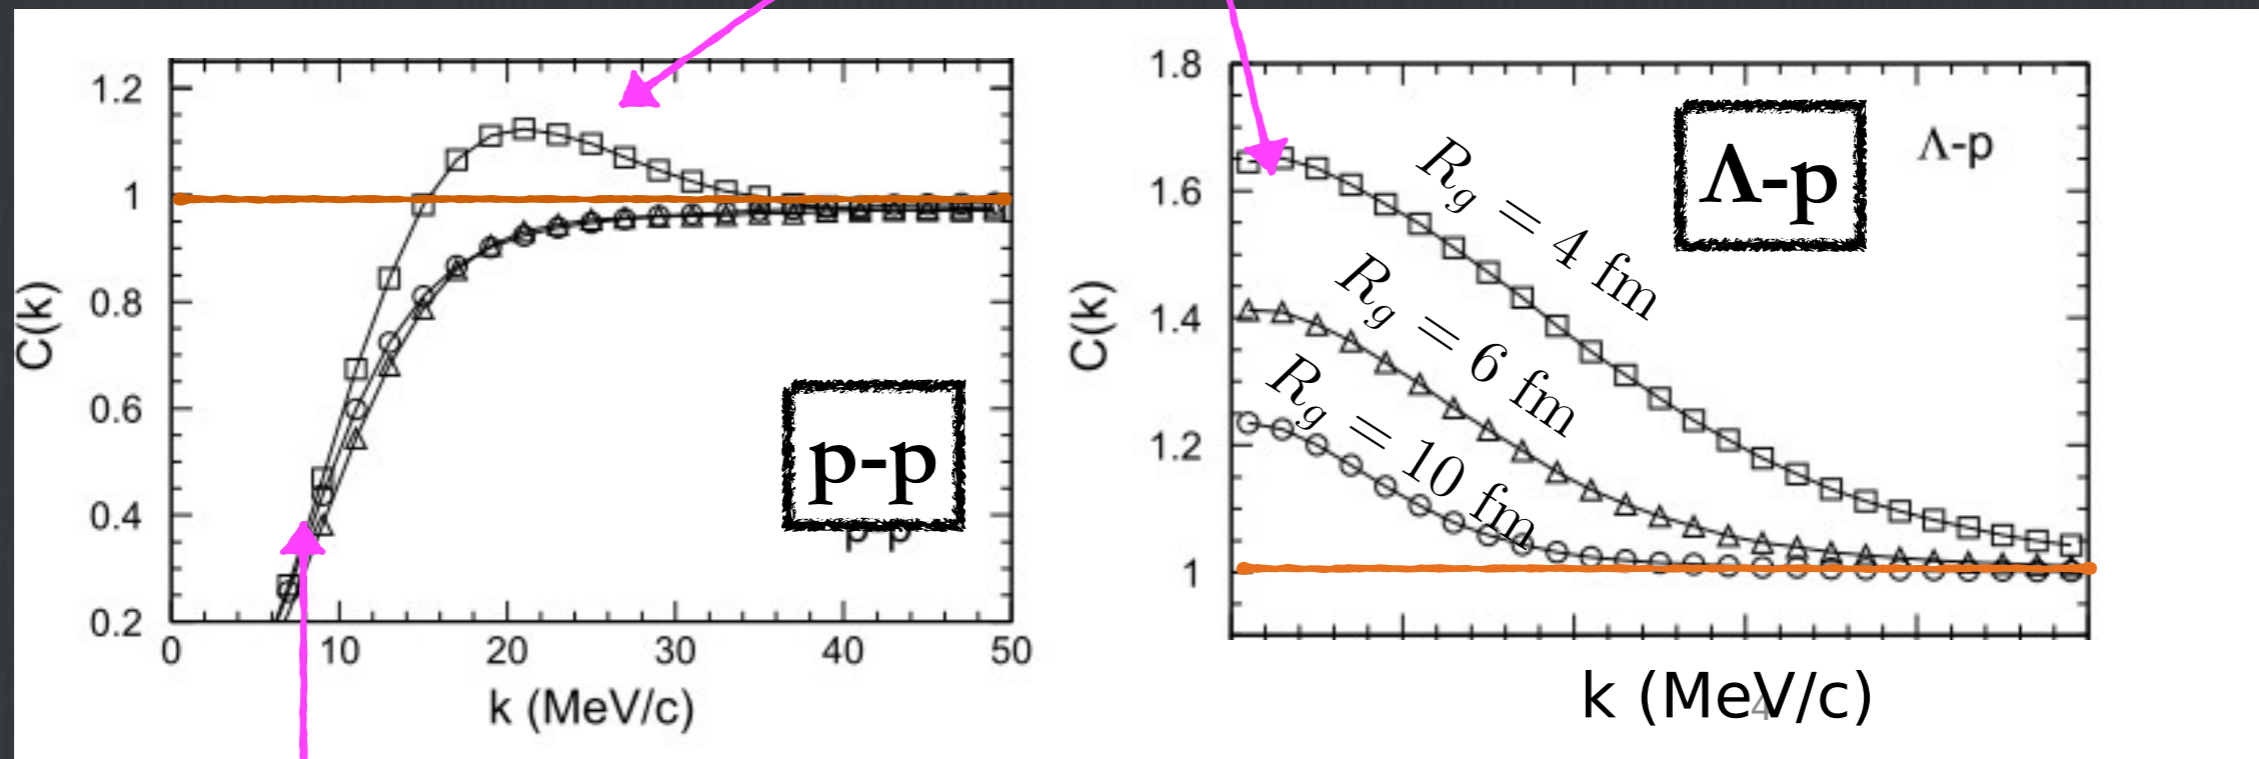 1.2
1
0.8
0.6
0.4
0.2
C(k)
p-p
p-p
0 10 20 30 40 50
k (MeV/c)
1.8
1.6
1.4
1.2
1
C(k)
Λ-p
Λ-p
R_g = 4 fm
R_g = 6 fm
R_g = 10 fm
k (MeV/c)
4